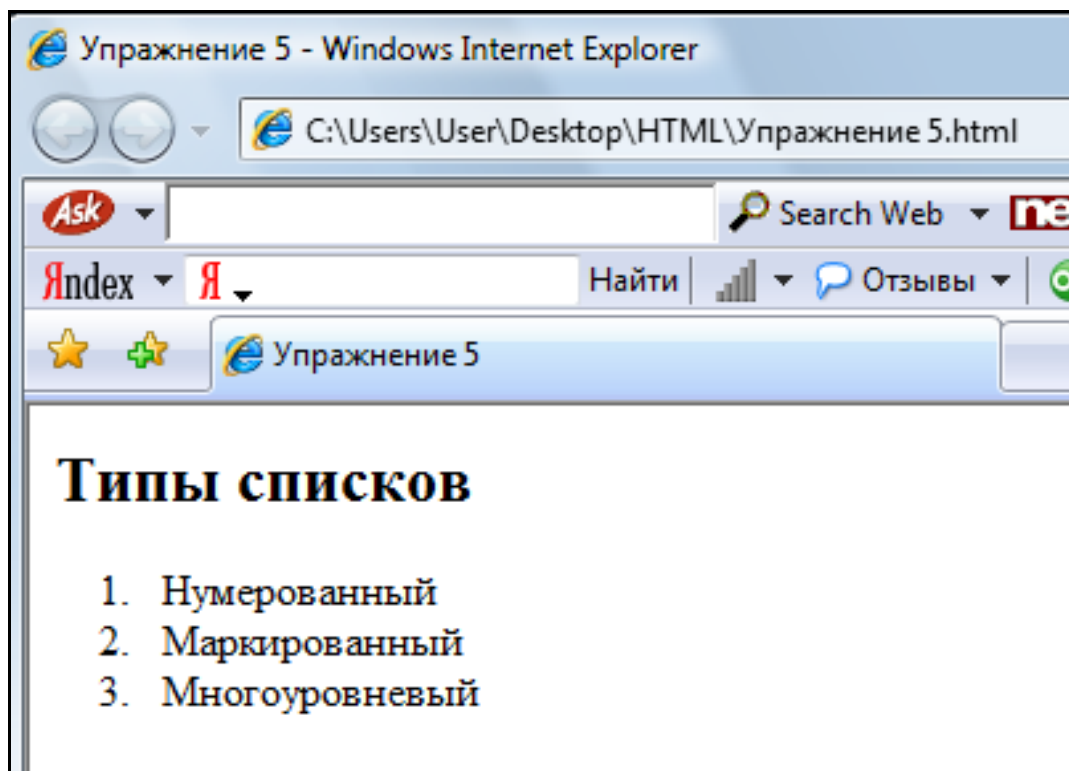 Упражнение 5 - Windows Internet Explorer
C:\Users\User\Desktop\HTML\Упражнение 5.html
Ask Search Web
Яndex Я Найти Отзывы
Упражнение 5
Типы списков
1. Нумерованный
2. Маркированный
3. Многоуровневый